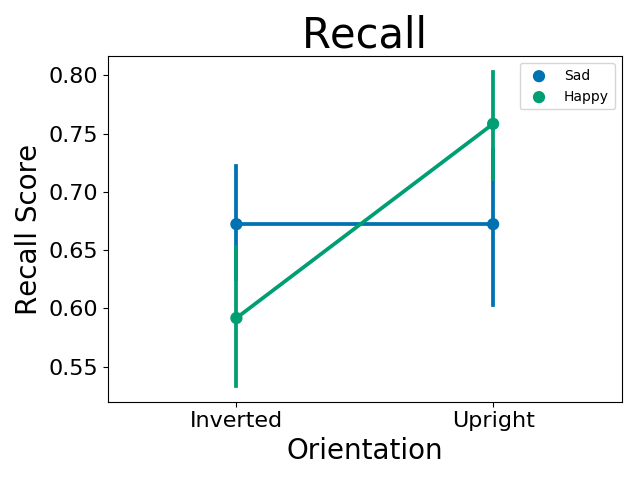 Recall
Sad
Happy
0.80
0.75
0.70
0.65
0.60
0.55
Recall Score
Inverted
Upright
Orientation